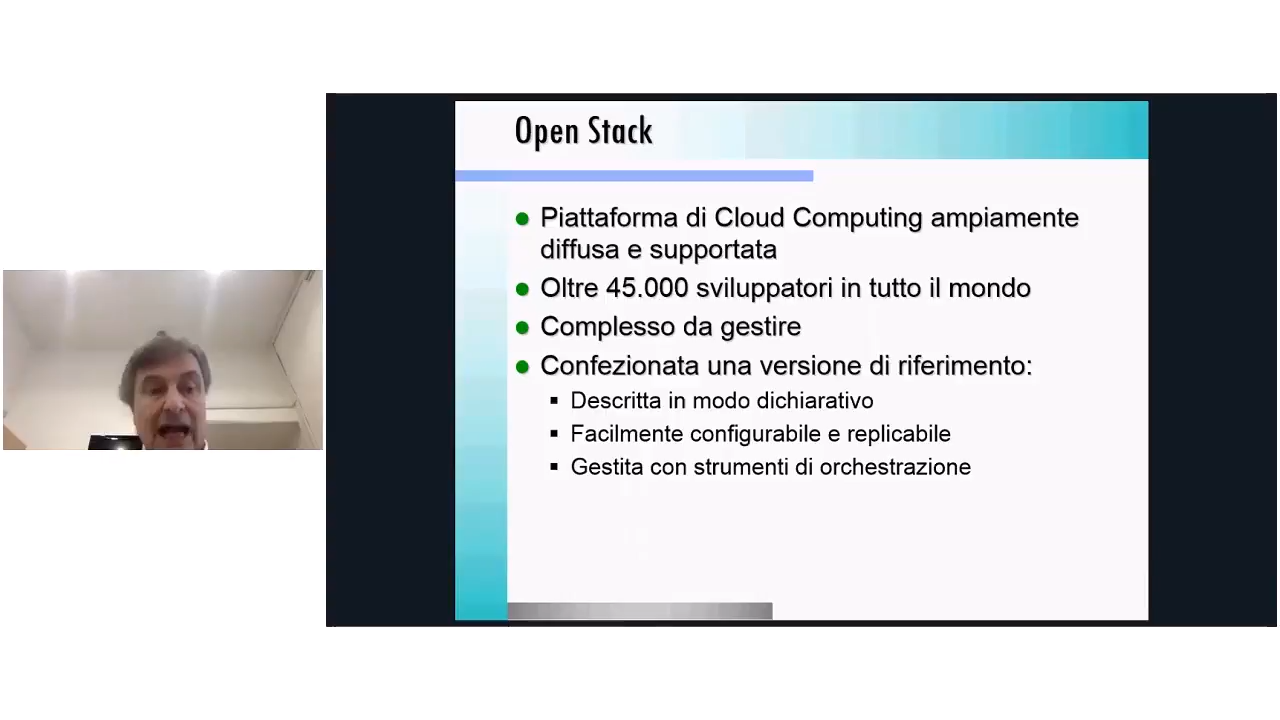 Open Stack
Piattaforma di Cloud Computing ampiamente
diffusa e supportata
Oltre 45.000 sviluppatori in tutto il mondo
Complesso da gestire
Confezionata una versione di riferimento:
Descritta in modo dichiarativo
Facilmente configurabile e replicabile
Gestita con strumenti di orchestrazione